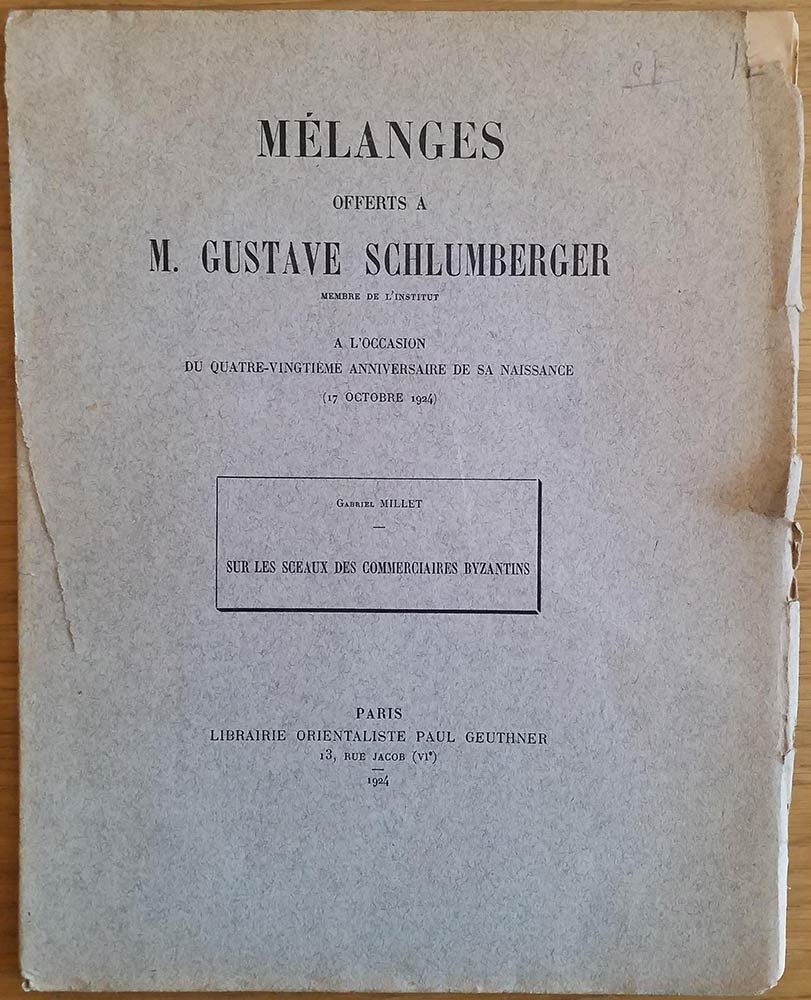 MÉLANGES
OFFERTS A
M. GUSTAVE SCHLUMBERGER
MEMBRE DE L'INSTITUT
A L'OCCASION
DU QUATRE-VINGTIÈME ANNIVERSAIRE DE SA NAISSANCE
(17 OCTOBRE 1924)
GABRIEL MILLET
SUR LES SCEAUX DES COMMERCIAIRES BYZANTINS
PARIS
LIBRAIRIE ORIENTALISTE PAUL GEUTHNER
13, RUE JACOB (VIᵉ)
1924